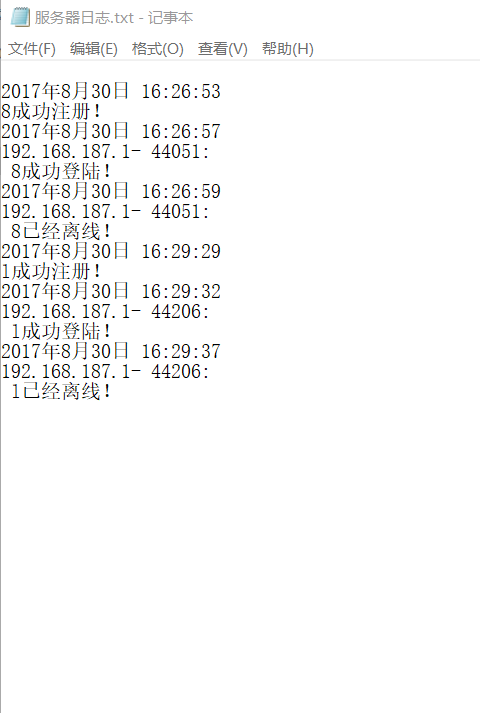 服务器日志.txt - 记事本
文件(F) 编辑(E) 格式(O) 查看(V) 帮助(H)
2017年8月30日 16:26:53
8成功注册!
2017年8月30日 16:26:57
192.168.187.1- 44051:
8成功登陆!
2017年8月30日 16:26:59
192.168.187.1- 44051:
8已经离线!
2017年8月30日 16:29:29
1成功注册!
2017年8月30日 16:29:32
192.168.187.1- 44206:
1成功登陆!
2017年8月30日 16:29:37
192.168.187.1- 44206:
1已经离线!